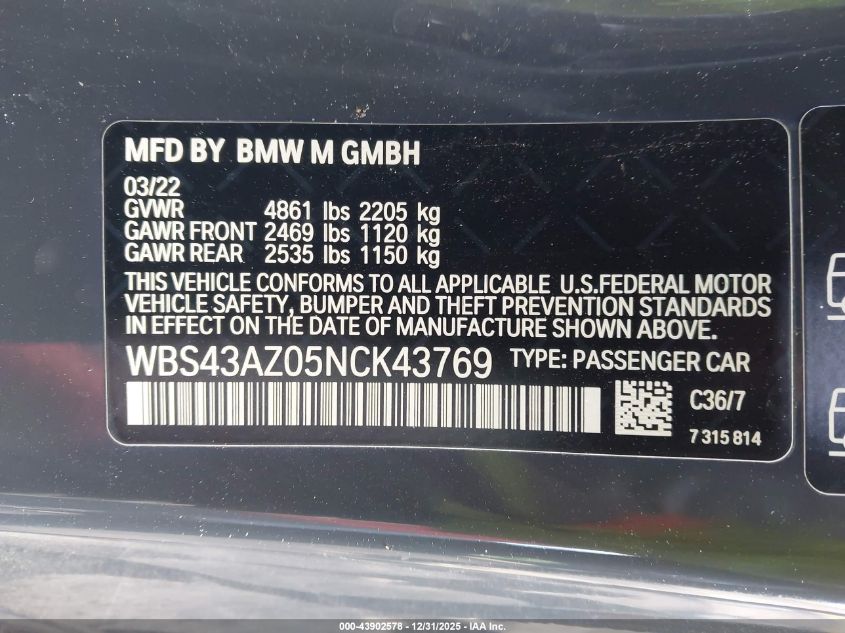 MFD BY BMW M GMBH
03/22
GVWR 4861 lbs 2205 kg
GAWR FRONT 2469 lbs 1120 kg
GAWR REAR 2535 lbs 1150 kg
THIS VEHICLE CONFORMS TO ALL APPLICABLE U.S.FEDERAL MOTOR
VEHICLE SAFETY, BUMPER AND THEFT PREVENTION STANDARDS
IN EFFECT ON THE DATE OF MANUFACTURE SHOWN ABOVE.
WBS43AZ05NCK43769 TYPE: PASSENGER CAR
C36/7
7 315 814
000-43902578 - 12/31/2025 - IAA Inc.